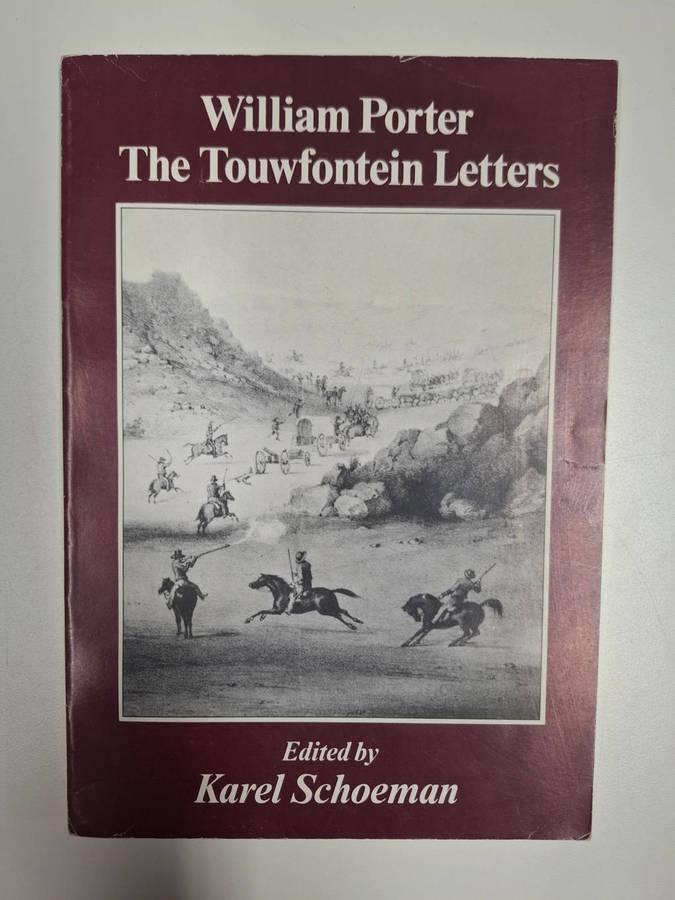 William Porter
The Touwfontein Letters
Edited by
Karel Schoeman